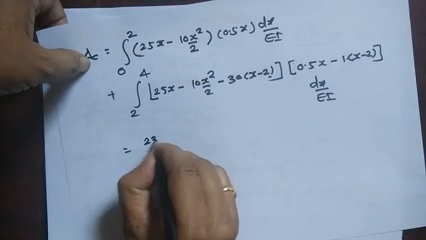 Δc = ∫₀² (25x - 10x²/2) (0.5x) dx/EI
+ ∫₂⁴ [25x - 10x²/2 - 30(x-2)] [0.5x - 1(x-2)] dx/EI
= 23